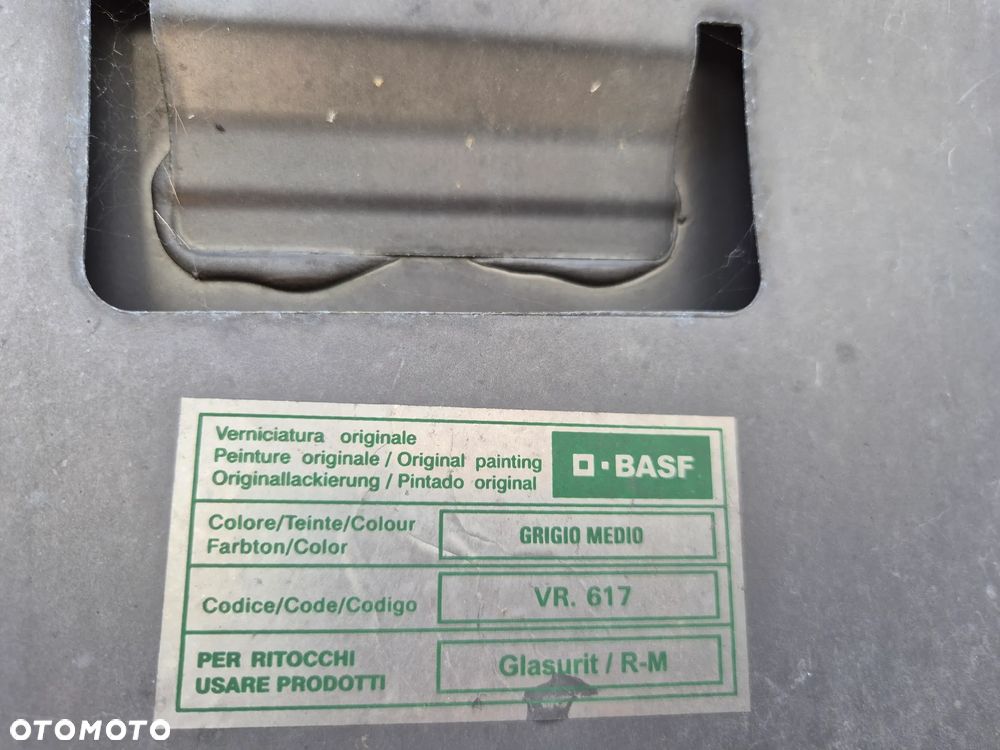 Verniciatura originale
Peinture originale / Original painting
Originallackierung / Pintado original
BASF
Colore/Teinte/Colour
Farbton/Color
GRIGIO MEDIO
Codice/Code/Codigo
VR. 617
PER RITOCCHI
USARE PRODOTTI
Glasurit / R-M
OTOMOTO